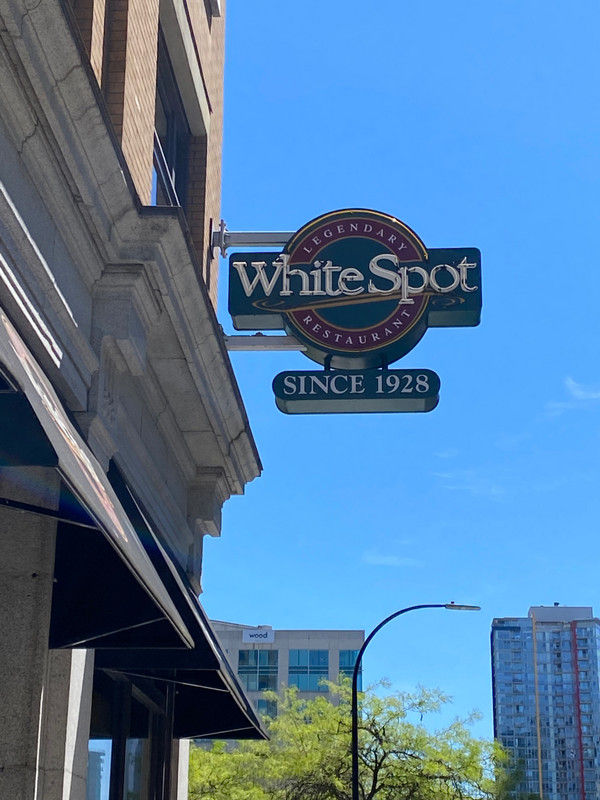 LEGENDARY
White Spot
RESTAURANT
SINCE 1928
wood